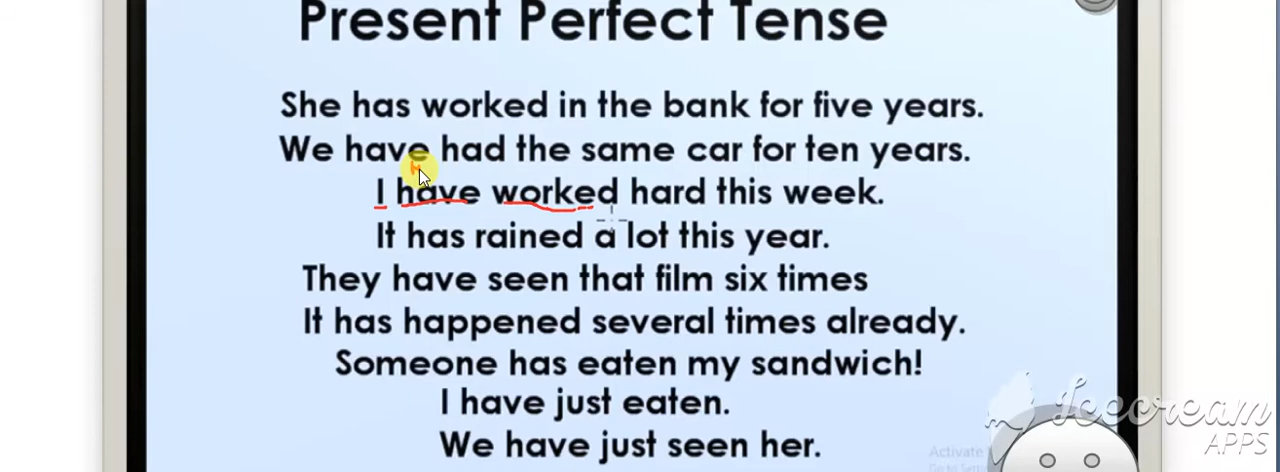 Present Perfect Tense
She has worked in the bank for five years.
We have had the same car for ten years.
I have worked hard this week.
It has rained a lot this year.
They have seen that film six times
It has happened several times already.
Someone has eaten my sandwich!
I have just eaten.
We have just seen her.
Icecream
APPS
Activate